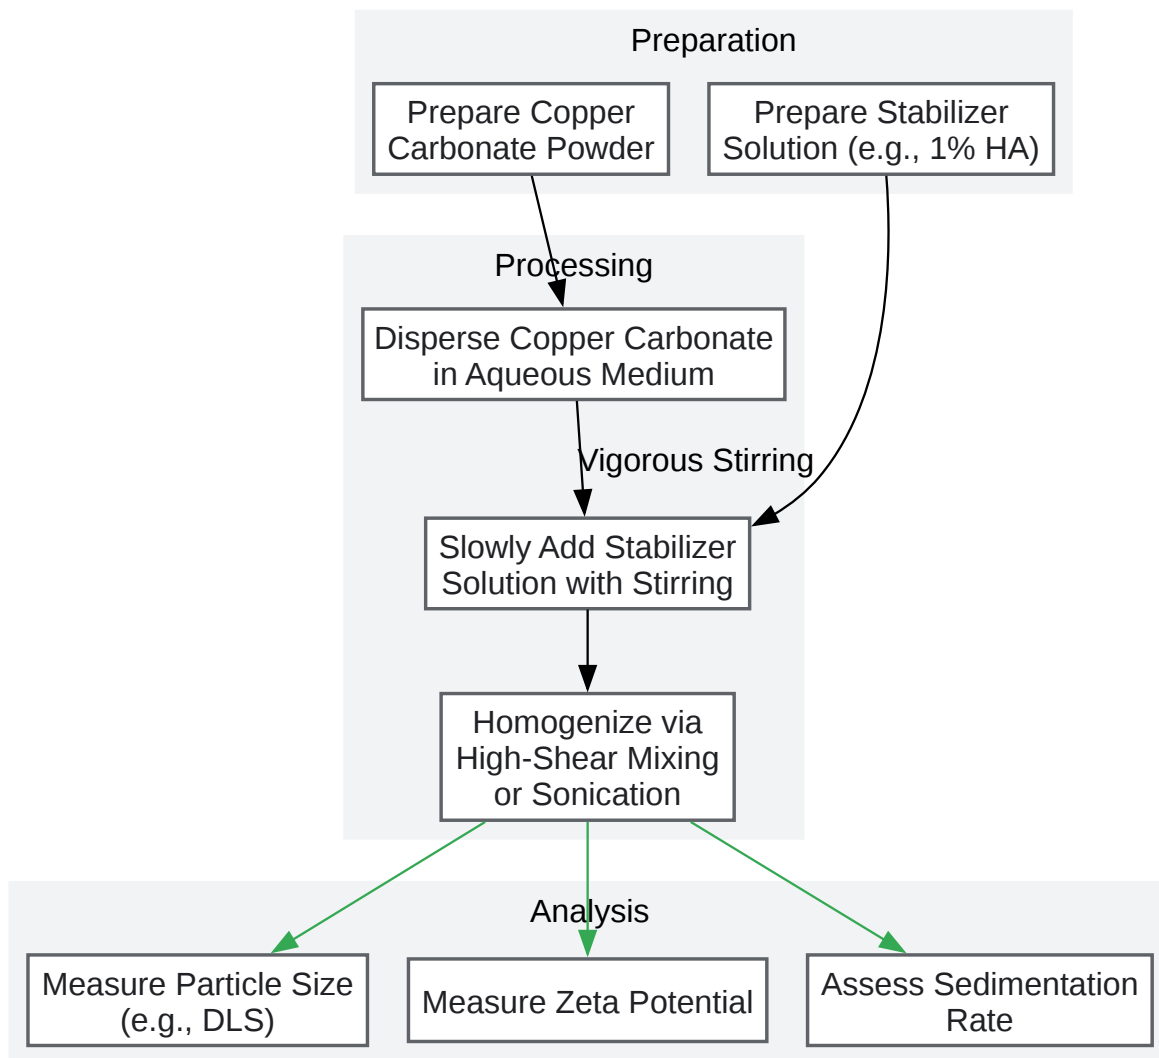 Preparation
Prepare Copper
Carbonate Powder
Prepare Stabilizer
Solution (e.g., 1% HA)
Processing
Disperse Copper Carbonate
in Aqueous Medium
Vigorous Stirring
Slowly Add Stabilizer
Solution with Stirring
Homogenize via
High-Shear Mixing
or Sonication
Analysis
Measure Particle Size
(e.g., DLS)
Measure Zeta Potential
Assess Sedimentation
Rate